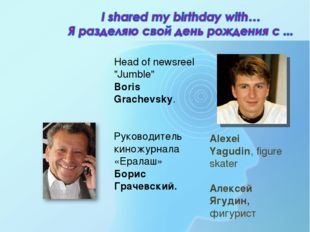 I shared my birthday with...
Я разделяю свой день рождения с ...
Head of newsreel
"Jumble"
Boris
Grachevsky.
Руководитель
киножурнала
«Ералаш»
Борис
Грачевский.
Alexei
Yagudin, figure
skater
Алексей
Ягудин,
фигурист